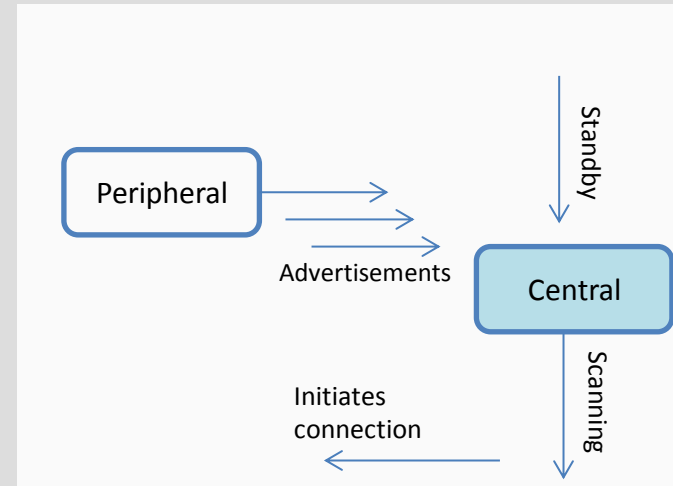 Standby
Peripheral
Advertisements
Central
Scanning
Initiates
connection